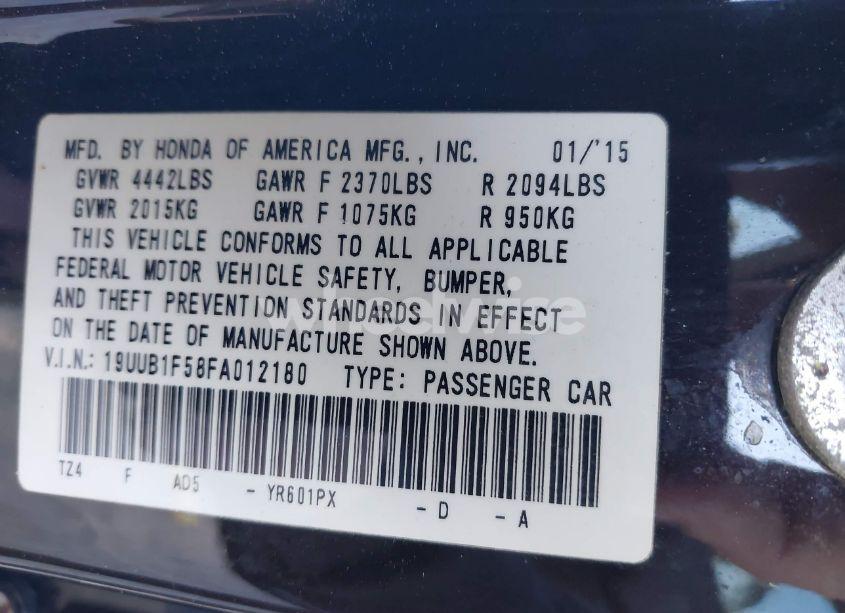 MFD. BY HONDA OF AMERICA MFG., INC. 01/'15
GVWR 4442LBS GAWR F 2370LBS R 2094LBS
GVWR 2015KG GAWR F 1075KG R 950KG
THIS VEHICLE CONFORMS TO ALL APPLICABLE
FEDERAL MOTOR VEHICLE SAFETY, BUMPER,
AND THEFT PREVENTION STANDARDS IN EFFECT
ON THE DATE OF MANUFACTURE SHOWN ABOVE.
V.I.N.: 19UUB1F58FA012180 TYPE: PASSENGER CAR
TZ4 F AD5 - YR601PX - D - A
wheelwire